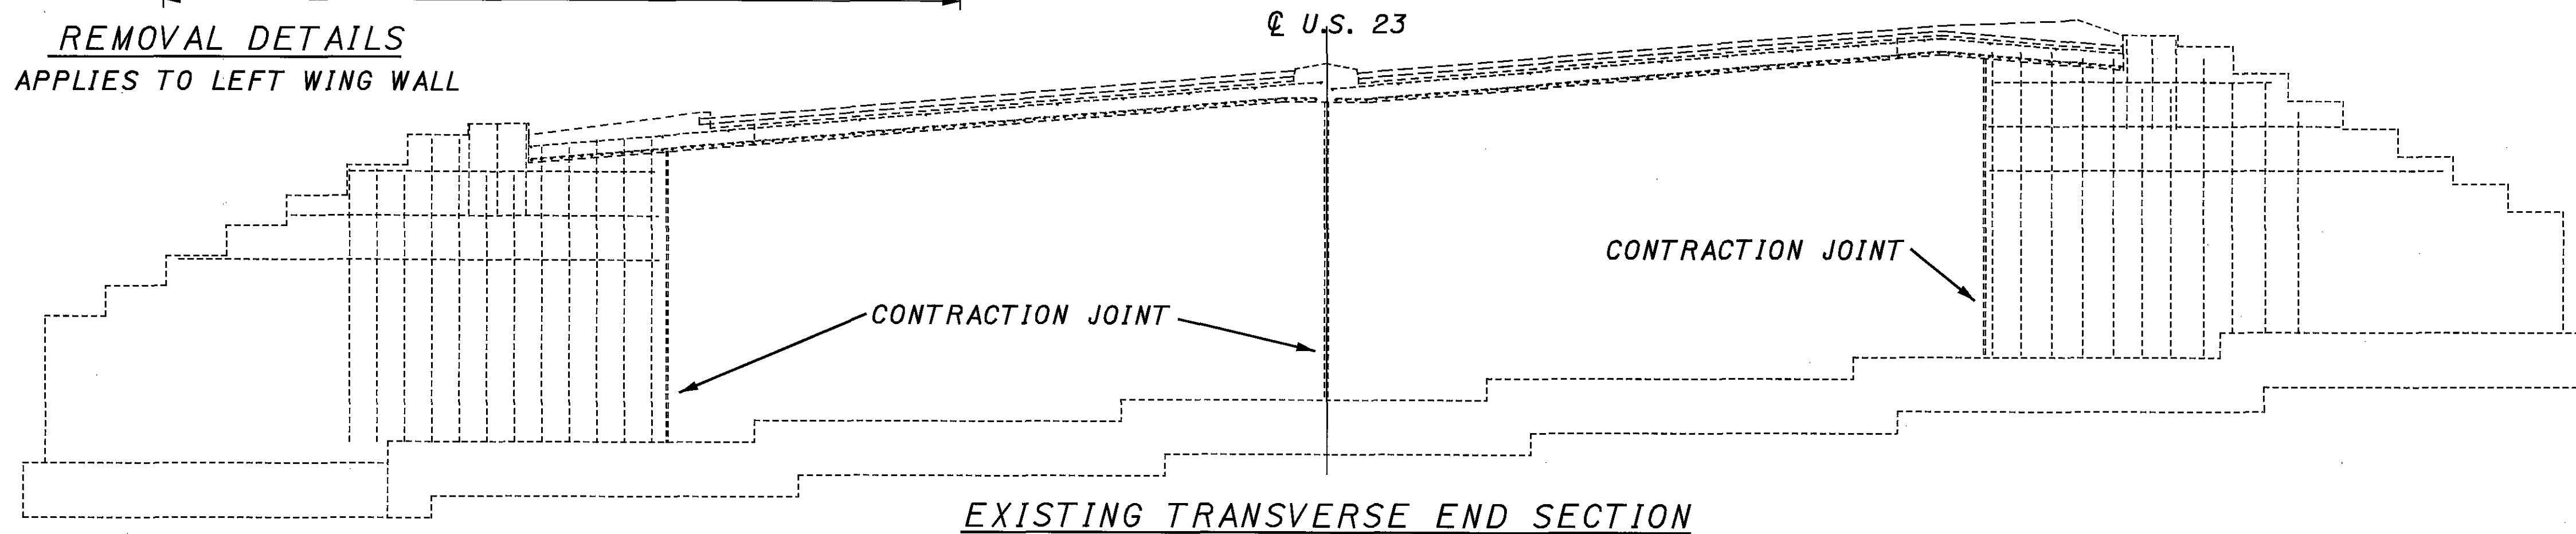 REMOVAL DETAILS
APPLIES TO LEFT WING WALL
℄ U.S. 23
CONTRACTION JOINT
CONTRACTION JOINT
EXISTING TRANSVERSE END SECTION